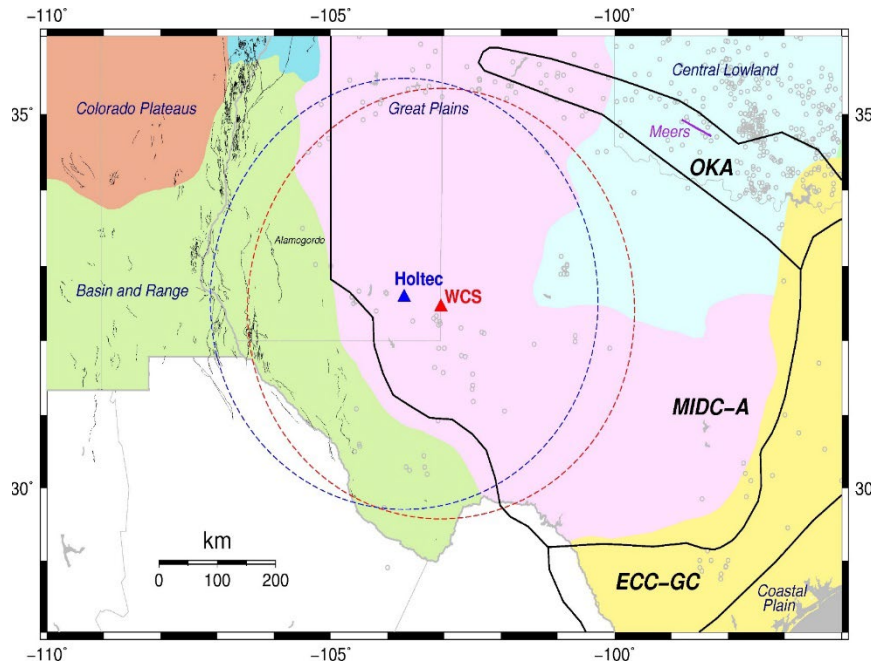 −110˚
−105˚
−100˚
Central Lowland
Colorado Plateaus
Great Plains
35˚
35˚
Meers
OKA
Alamogordo
Holtec
WCS
Basin and Range
MIDC−A
30˚
30˚
km
0 100 200
ECC−GC
Coastal
Plain
−110˚
−105˚
−100˚